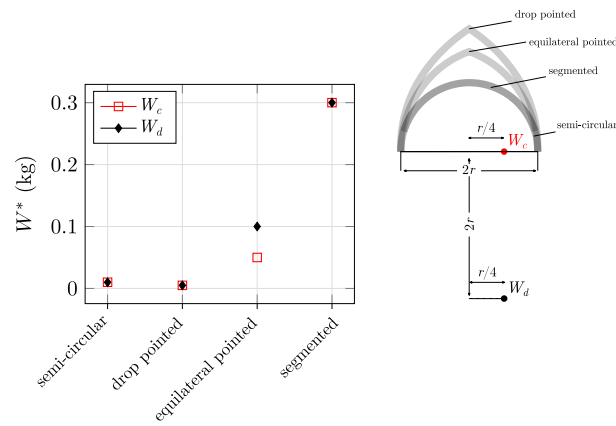 W_c
W_d
0.3
0.2
0.1
0
W* (kg)
semi-circular
drop pointed
equilateral pointed
segmented
drop pointed
equilateral pointed
segmented
semi-circular
r/4
W_c
2r
2r
r/4
W_d